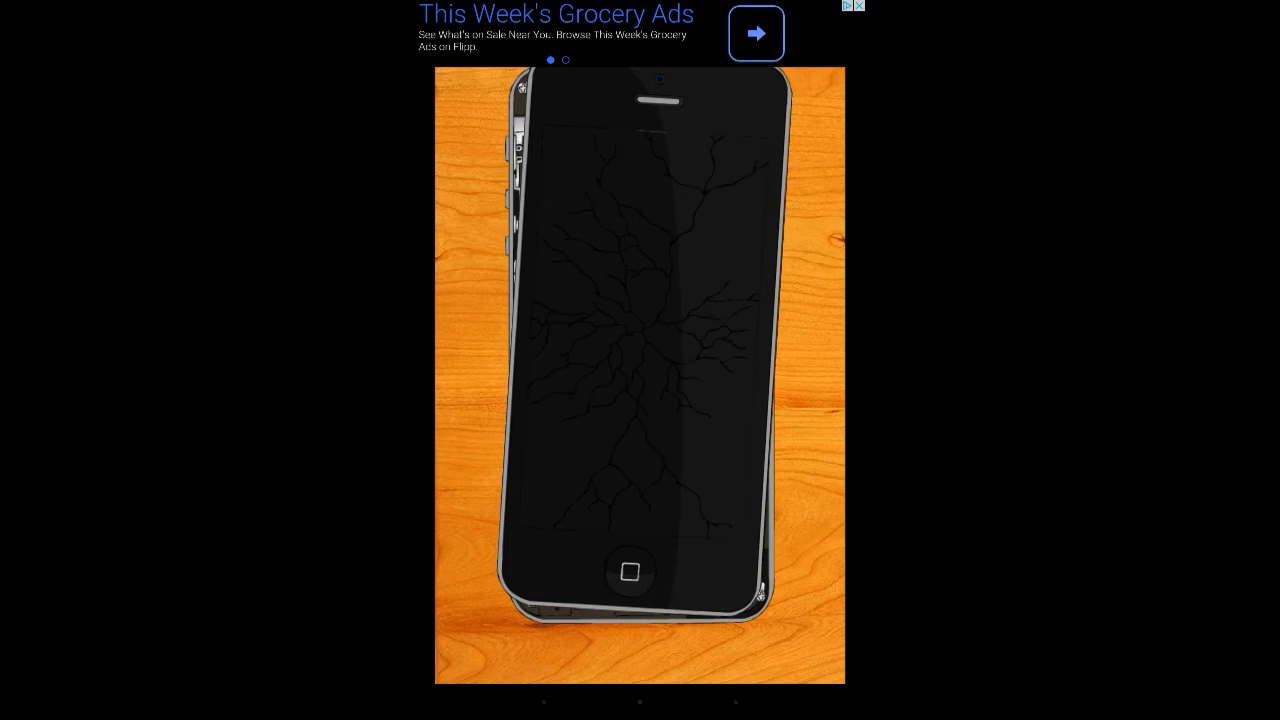 This Week's Grocery Ads
See What's on Sale Near You. Browse This Week's Grocery
Ads on Flipp.